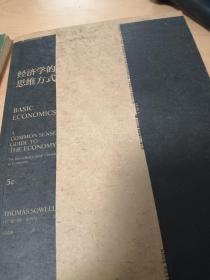 经济学的
思维方式
BASIC
ECONOMICS
A
COMMON SENSE
GUIDE TO
THE ECONOMY
5e
THOMAS SOWELL